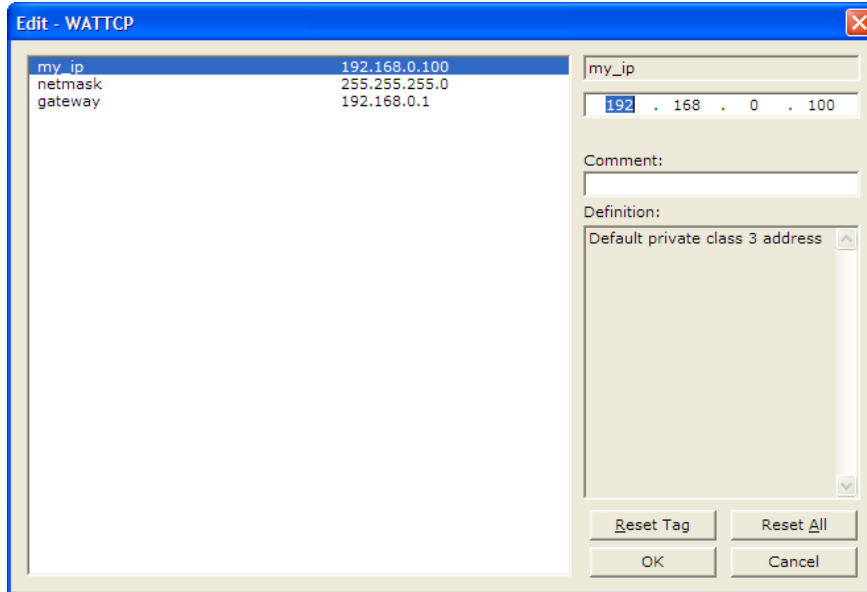 Edit - WATTCP
my_ip 192.168.0.100
netmask 255.255.255.0
gateway 192.168.0.1
my_ip
192 . 168 . 0 . 100
Comment:
Definition:
Default private class 3 address
Reset Tag Reset All
OK Cancel